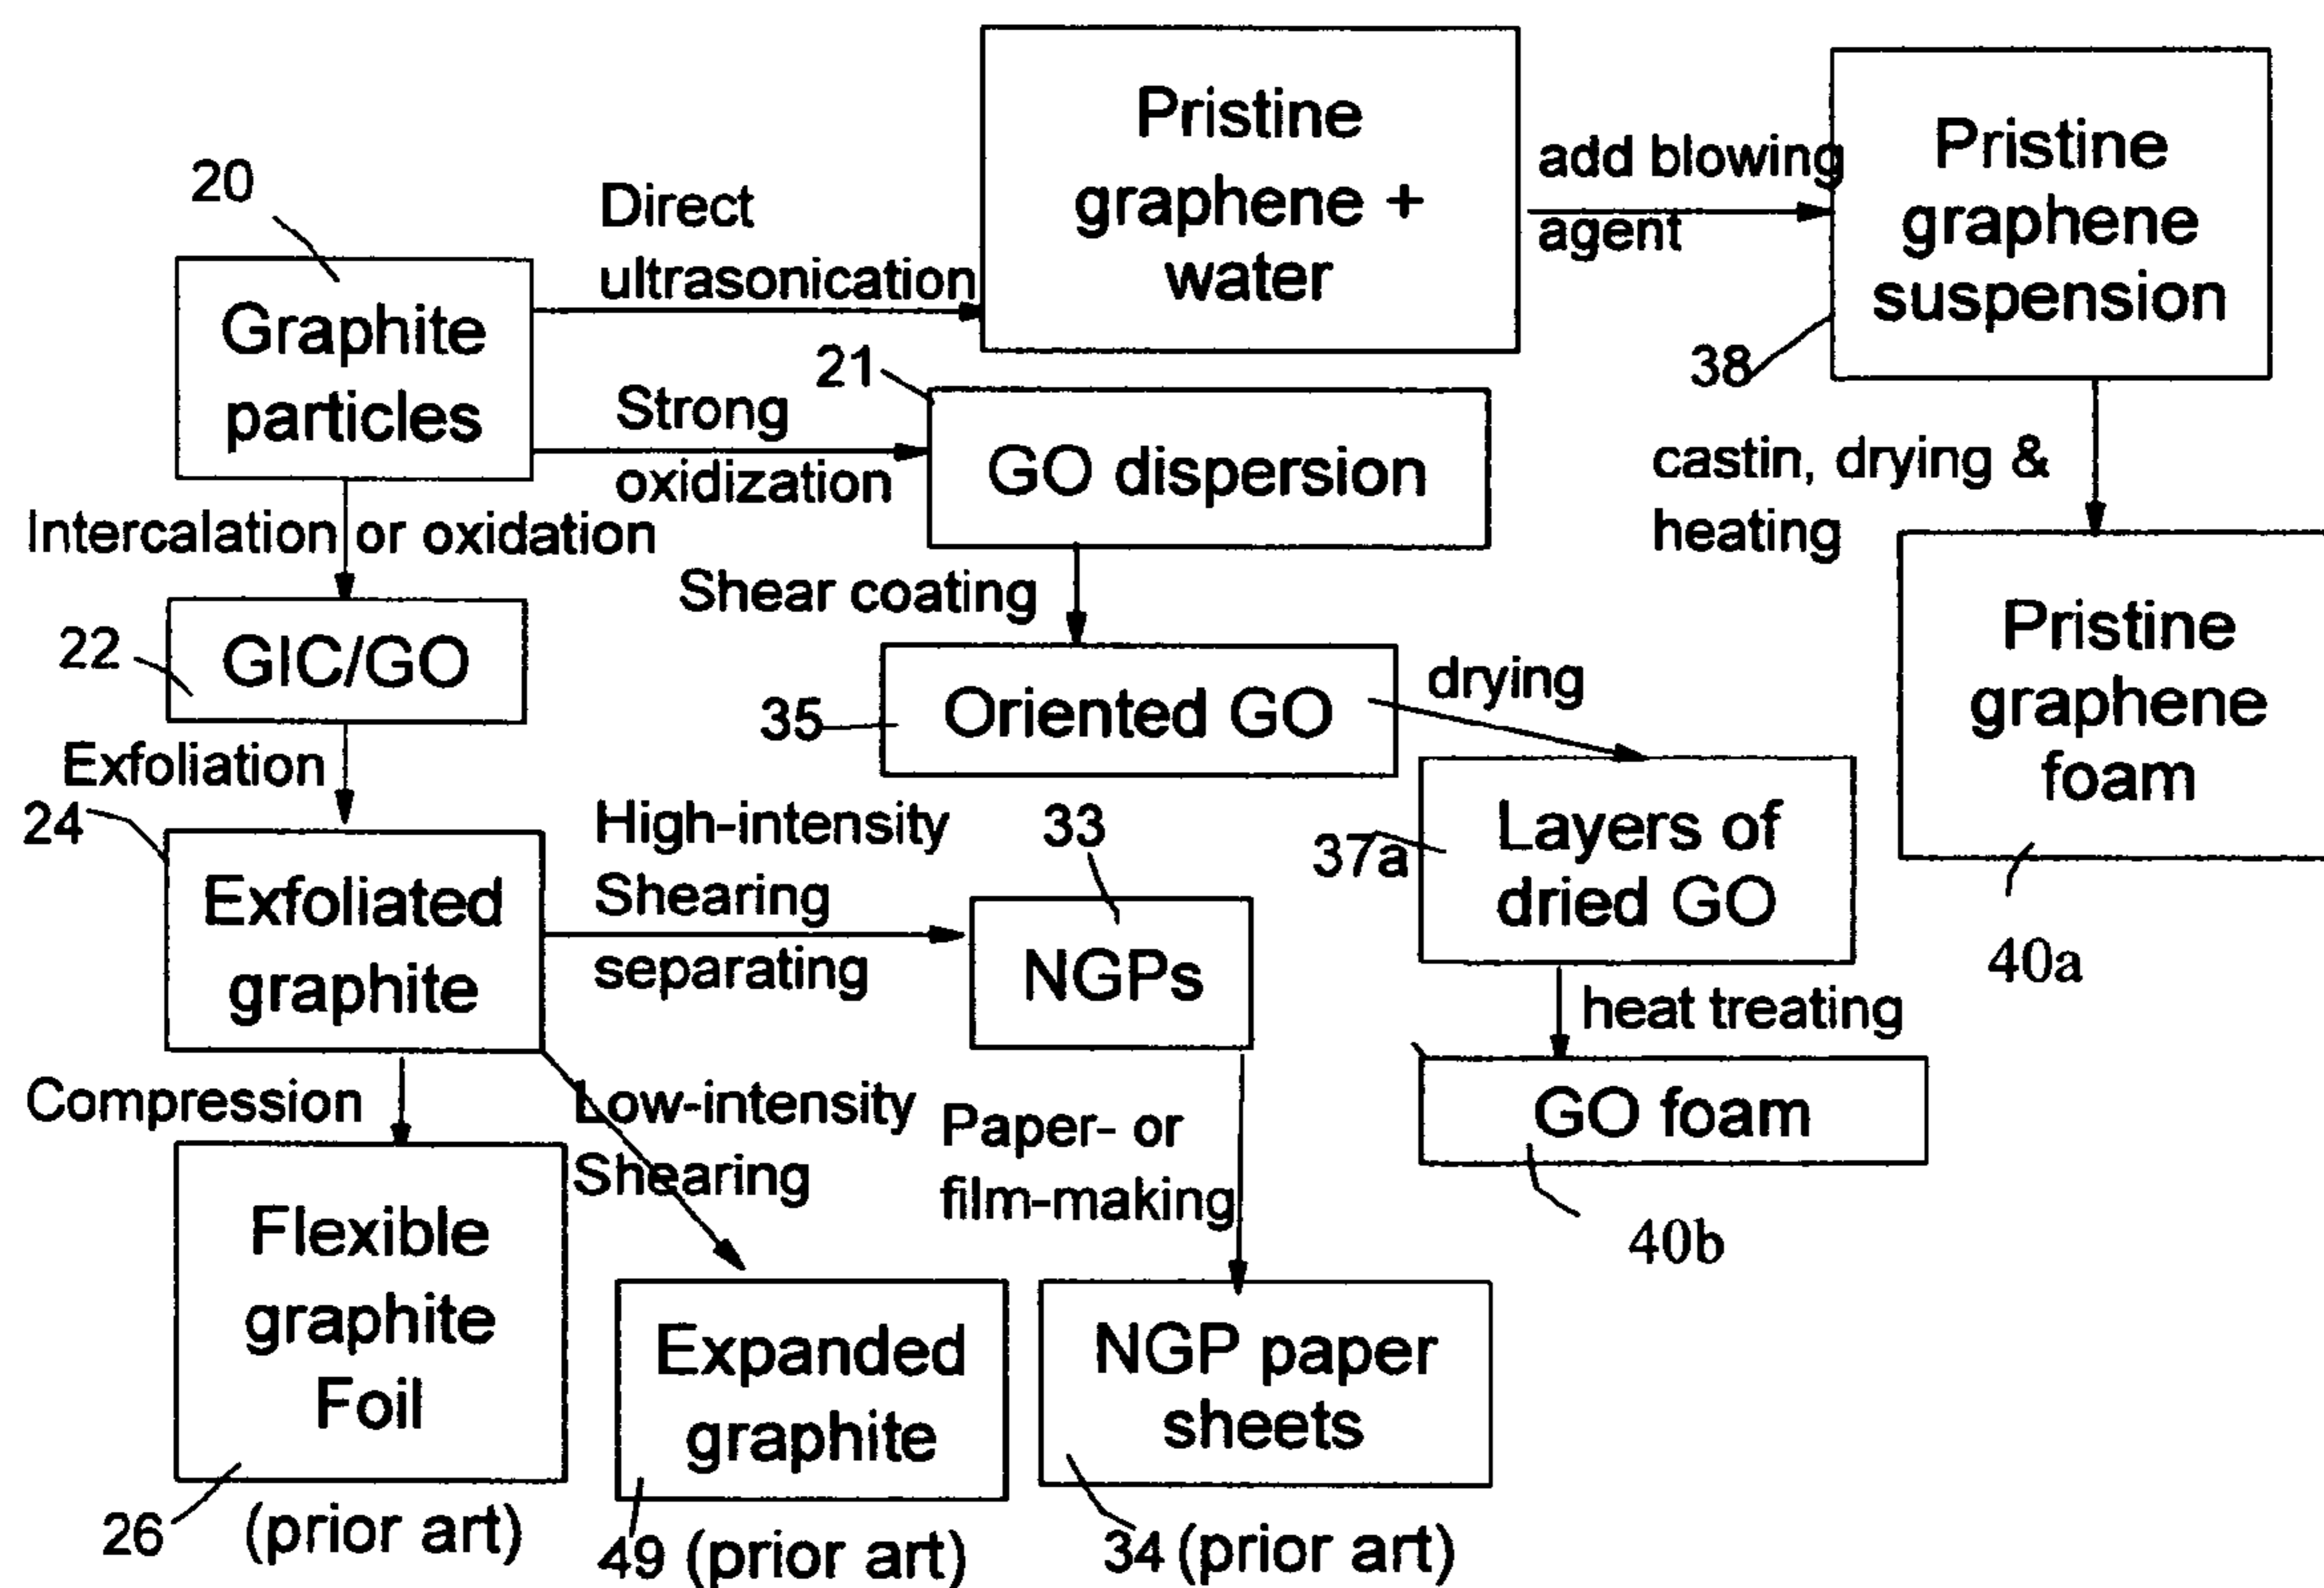 20
Graphite
particles
Direct
ultrasonication
Pristine
graphene +
water
add blowing
agent
Pristine
graphene
suspension
38
castin, drying &
heating
Pristine
graphene
foam
40a
Strong
oxidization
21
GO dispersion
Shear coating
35
Oriented GO
drying
37a
Layers of
dried GO
heat treating
GO foam
40b
Intercalation or oxidation
22
GIC/GO
Exfoliation
24
Exfoliated
graphite
High-intensity
Shearing
separating
33
NGPs
Paper- or
film-making
NGP paper
sheets
34 (prior art)
Low-intensity
Shearing
Expanded
graphite
49 (prior art)
Compression
Flexible
graphite
Foil
26
(prior art)